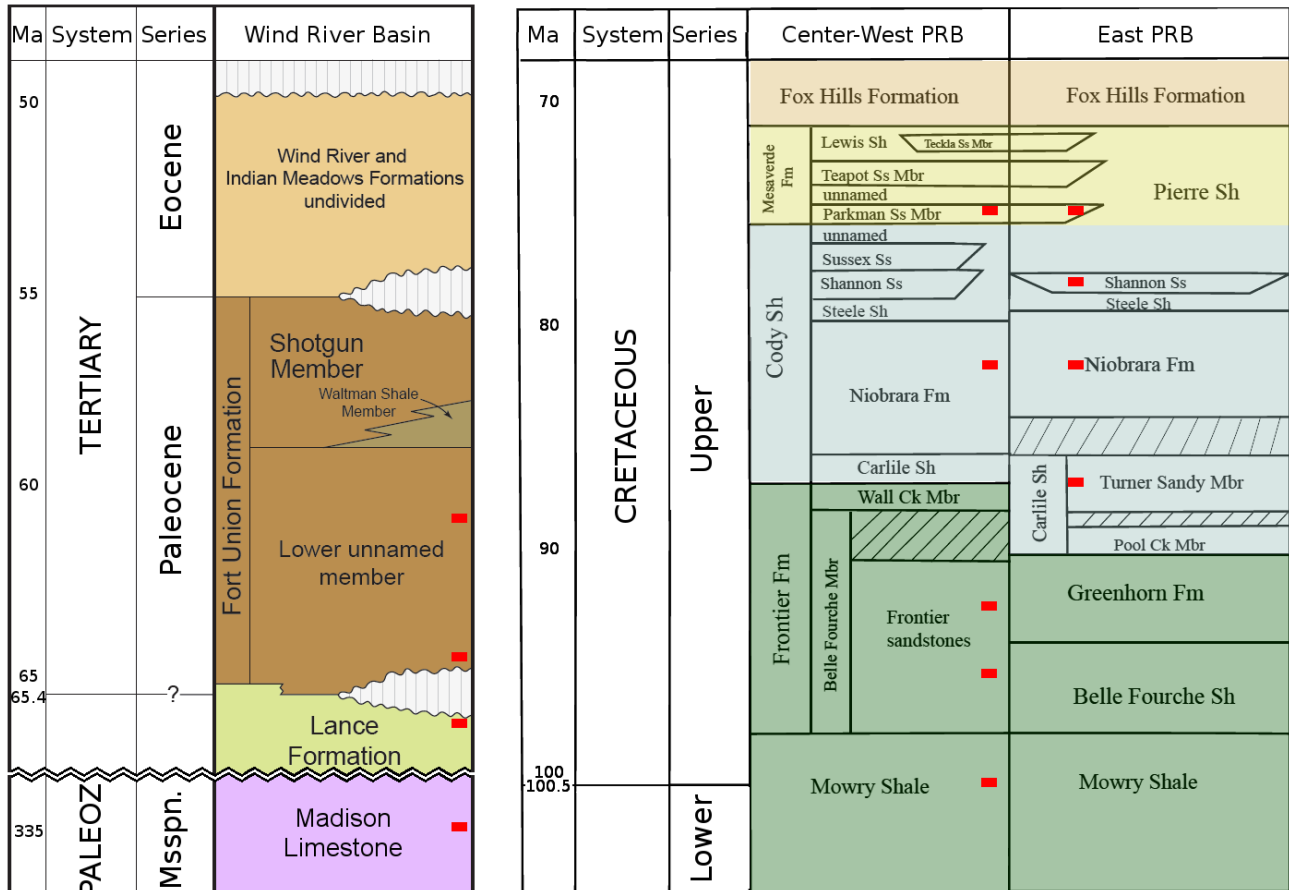 Ma System Series Wind River Basin
50
55
60
65
65.4
335
TERTIARY
PALEOZ
Eocene
Paleocene
?
Msspn.
Wind River and
Indian Meadows Formations
undivided
Fort Union Formation
Shotgun
Member
Waltman Shale
Member
Lower unnamed
member
Lance
Formation
Madison
Limestone
Ma System Series Center-West PRB East PRB
70
80
90
100
100.5
CRETACEOUS
Upper
Lower
Fox Hills Formation
Mesaverde
Fm
Lewis Sh
Teckla Ss Mbr
Teapot Ss Mbr
unnamed
Parkman Ss Mbr
Cody Sh
unnamed
Sussex Ss
Shannon Ss
Steele Sh
Niobrara Fm
Carlile Sh
Frontier Fm
Wall Ck Mbr
Belle Fourche Mbr
Frontier
sandstones
Mowry Shale
Fox Hills Formation
Pierre Sh
Shannon Ss
Steele Sh
Niobrara Fm
Carlile Sh
Turner Sandy Mbr
Pool Ck Mbr
Greenhorn Fm
Belle Fourche Sh
Mowry Shale